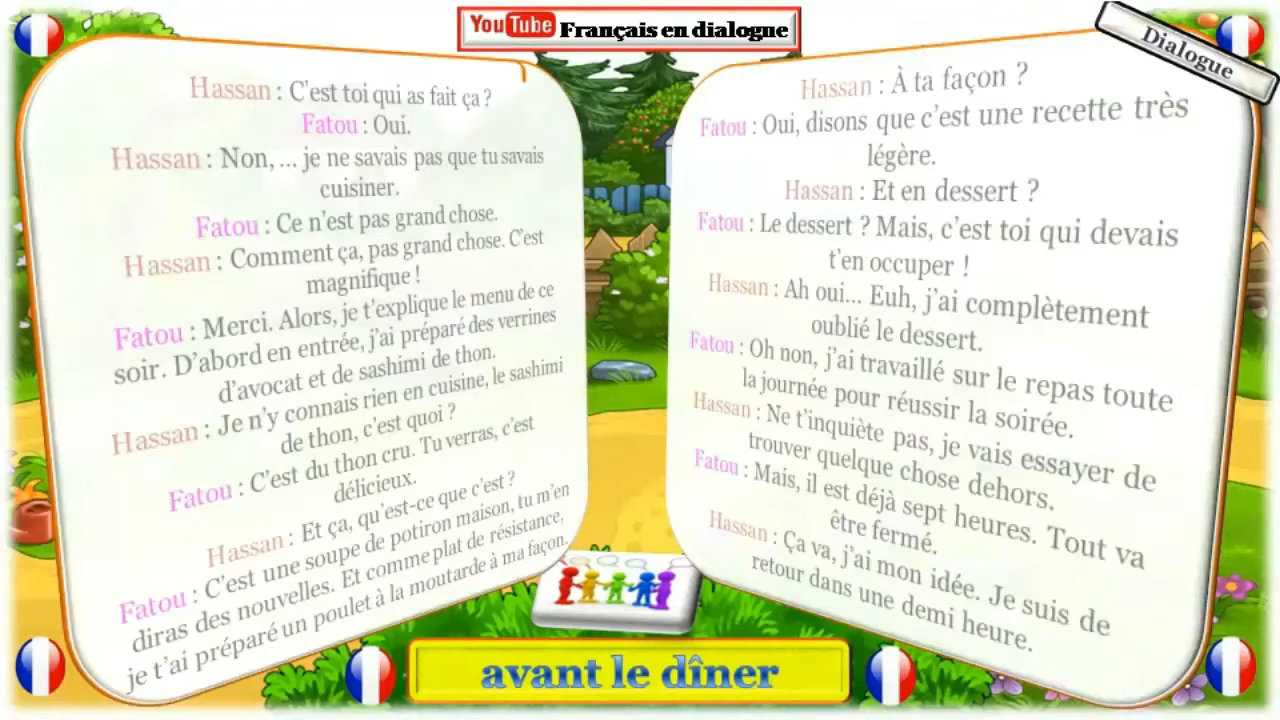 YouTube Français en dialogue
Dialogue
Hassan : C'est toi qui as fait ça ?
Fatou : Oui.
Hassan : Non, ... je ne savais pas que tu savais
cuisiner.
Fatou : Ce n'est pas grand chose.
Hassan : Comment ça, pas grand chose. C'est
magnifique !
Fatou : Merci. Alors, je t'explique le menu de ce
soir. D'abord en entrée, j'ai préparé des verrines
d'avocat et de sashimi de thon.
Hassan : Je n'y connais rien en cuisine, le sashimi
de thon, c'est quoi ?
Fatou : C'est du thon cru. Tu verras, c'est
délicieux.
Hassan : Et ça, qu'est-ce que c'est ?
Fatou : C'est une soupe de potiron maison, tu m'en
diras des nouvelles. Et comme plat de résistance,
je t'ai préparé un poulet à la moutarde à ma façon.
Hassan : À ta façon ?
Fatou : Oui, disons que c'est une recette très
légère.
Hassan : Et en dessert ?
Fatou : Le dessert ? Mais, c'est toi qui devais
t'en occuper !
Hassan : Ah oui... Euh, j'ai complètement
oublié le dessert.
Fatou : Oh non, j'ai travaillé sur le repas toute
la journée pour réussir la soirée.
Hassan : Ne t'inquiète pas, je vais essayer de
trouver quelque chose dehors.
Fatou : Mais, il est déjà sept heures. Tout va
être fermé.
Hassan : Ça va, j'ai mon idée. Je suis de
retour dans une demi heure.
avant le dîner